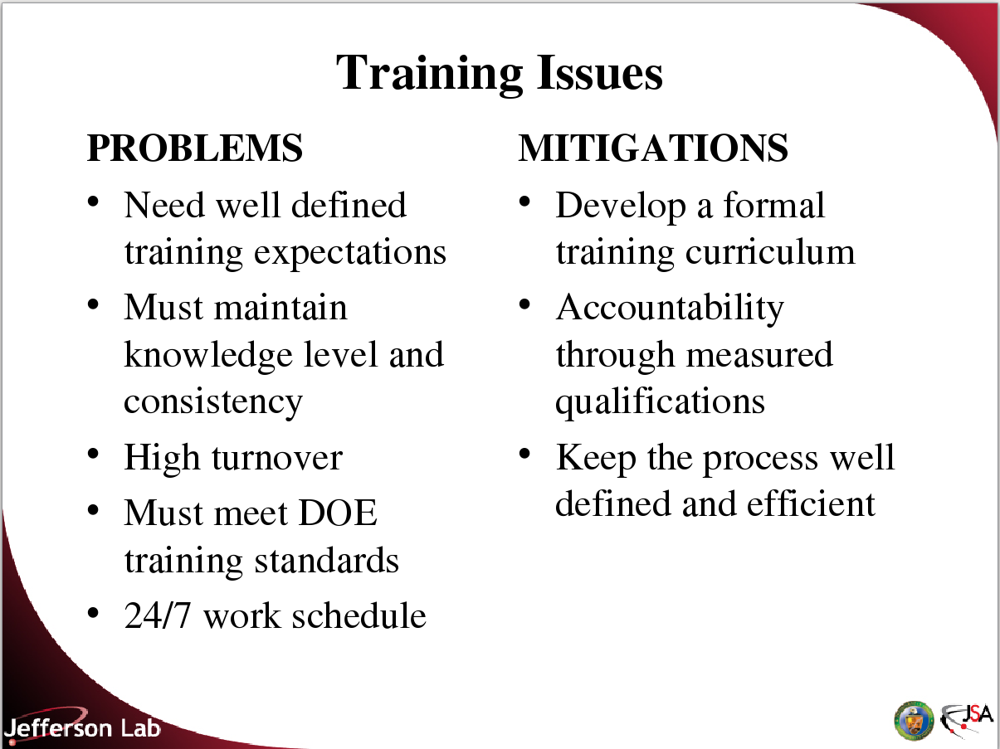 Training Issues
PROBLEMS
• Need well defined
training expectations
• Must maintain
knowledge level and
consistency
• High turnover
• Must meet DOE
training standards
• 24/7 work schedule
MITIGATIONS
• Develop a formal
training curriculum
• Accountability
through measured
qualifications
• Keep the process well
defined and efficient
Jefferson Lab
JSA